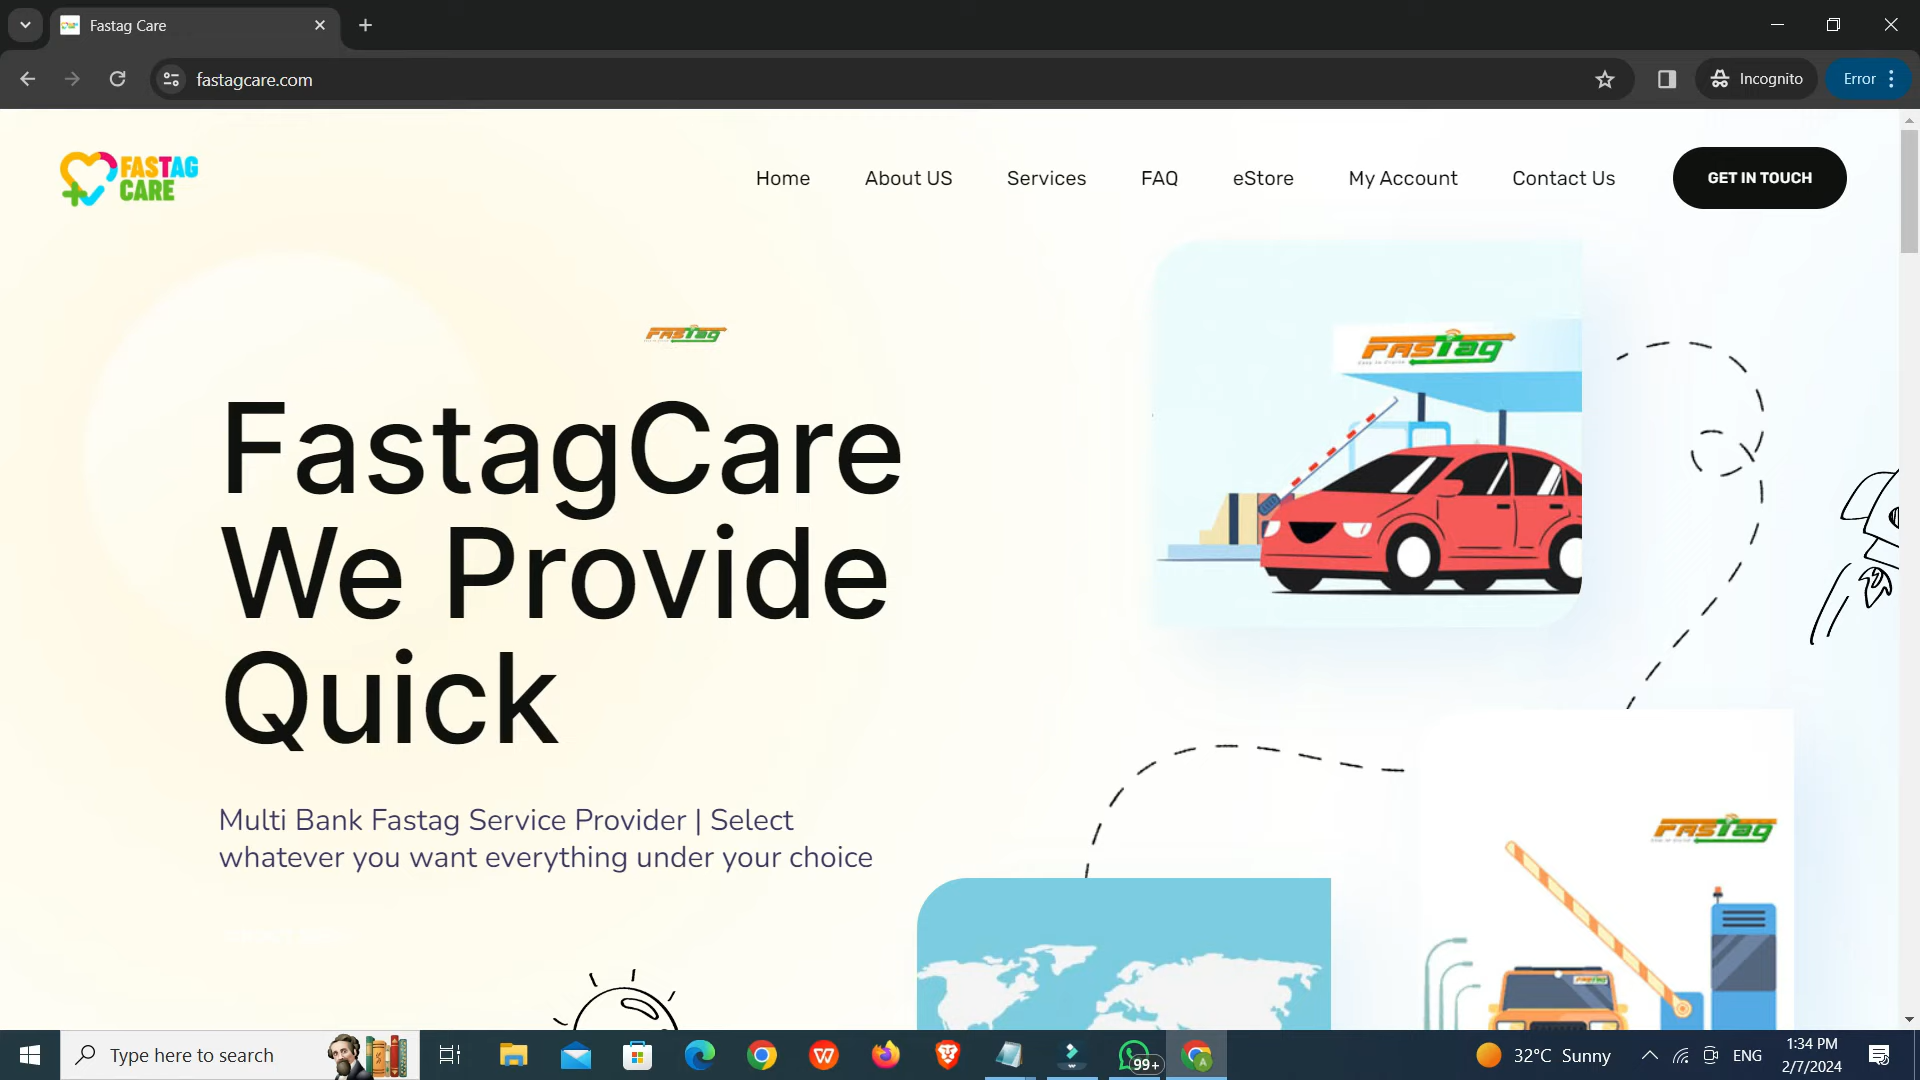 Fastag Care
fastagcare.com
Incognito
Error
FASTAG
CARE
Home
About US
Services
FAQ
eStore
My Account
Contact Us
GET IN TOUCH
FASTag
FASTag
FastagCare
We Provide
Quick
Multi Bank Fastag Service Provider | Select
whatever you want everything under your choice
FASTag
FASTag
Type here to search
99+
A
32°C Sunny
ENG
1:34 PM
2/7/2024